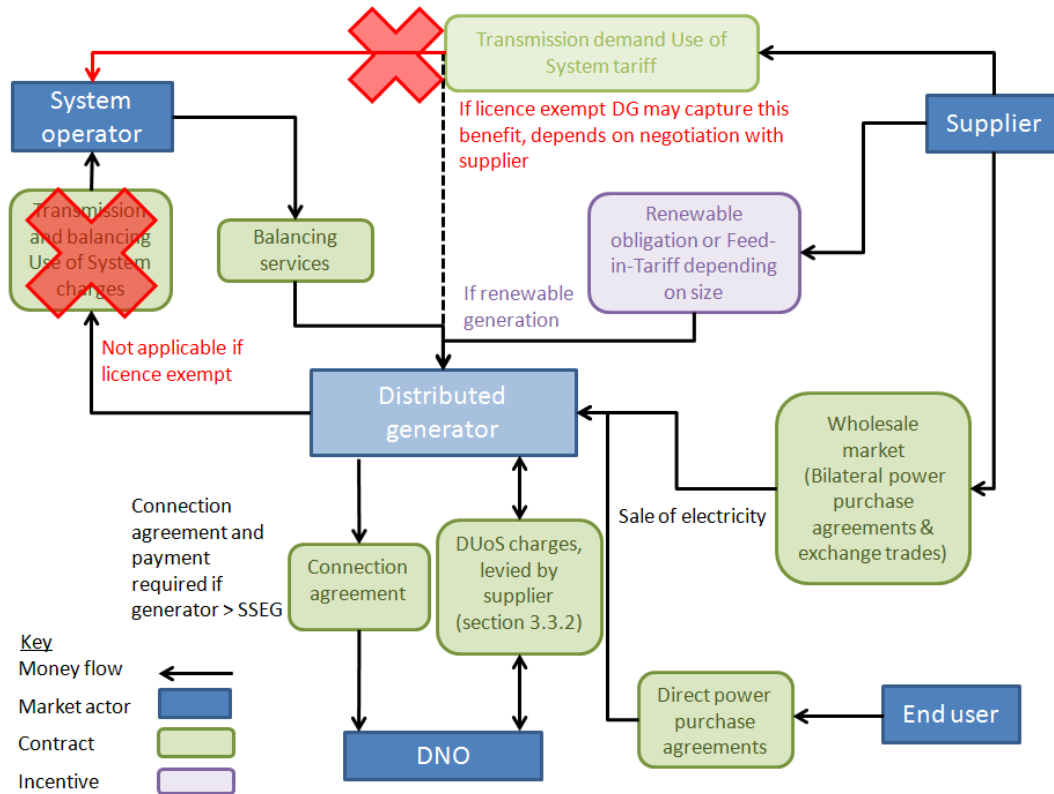 Transmission demand Use of
System tariff
System
operator
If licence exempt DG may capture this
benefit, depends on negotiation with
supplier
Supplier
Transmission
and balancing
Use of System
charges
Balancing
services
Renewable
obligation or Feed-
in-Tariff depending
on size
If renewable
generation
Not applicable if
licence exempt
Distributed
generator
Wholesale
market
(Bilateral power
purchase
agreements &
exchange trades)
Sale of electricity
Connection
agreement and
payment
required if
generator > SSEG
Connection
agreement
DUoS charges,
levied by
supplier
(section 3.3.2)
Direct power
purchase
agreements
End user
DNO
Key
Money flow
Market actor
Contract
Incentive